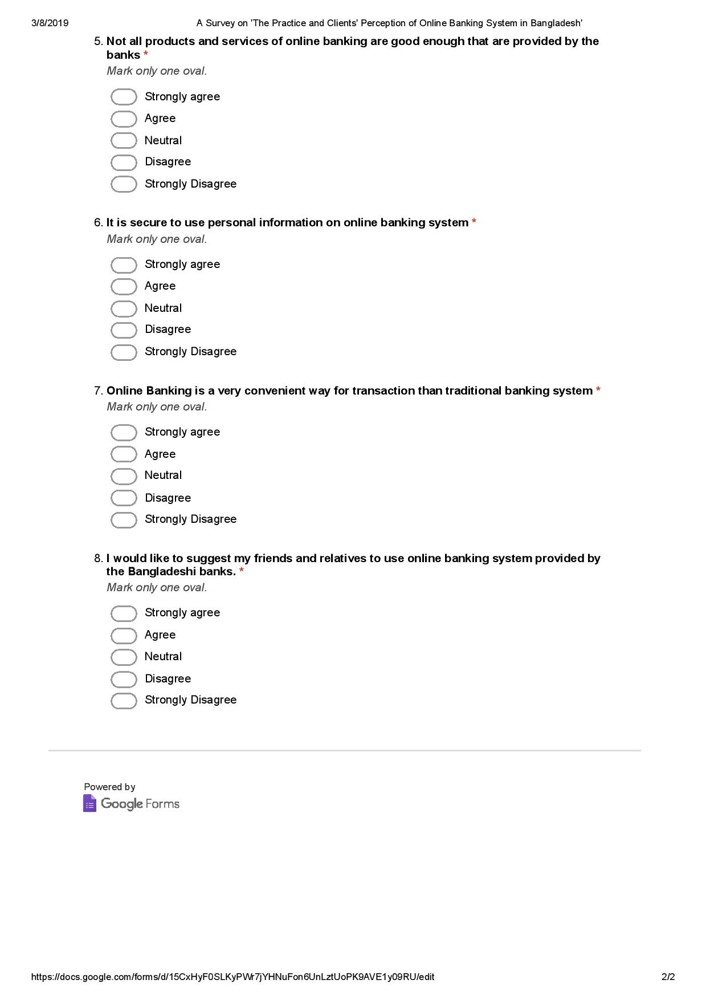 3/8/2019 A Survey on 'The Practice and Clients' Perception of Online Banking System in Bangladesh'
5. Not all products and services of online banking are good enough that are provided by the
banks *
Mark only one oval.
Strongly agree
Agree
Neutral
Disagree
Strongly Disagree
6. It is secure to use personal information on online banking system *
Mark only one oval.
Strongly agree
Agree
Neutral
Disagree
Strongly Disagree
7. Online Banking is a very convenient way for transaction than traditional banking system *
Mark only one oval.
Strongly agree
Agree
Neutral
Disagree
Strongly Disagree
8. I would like to suggest my friends and relatives to use online banking system provided by
the Bangladeshi banks. *
Mark only one oval.
Strongly agree
Agree
Neutral
Disagree
Strongly Disagree
Powered by
Google Forms
https://docs.google.com/forms/d/15CxHyF0SLKyPWr7jYHNuFon6UnLztUoPK9AVE1y09RU/edit 2/2